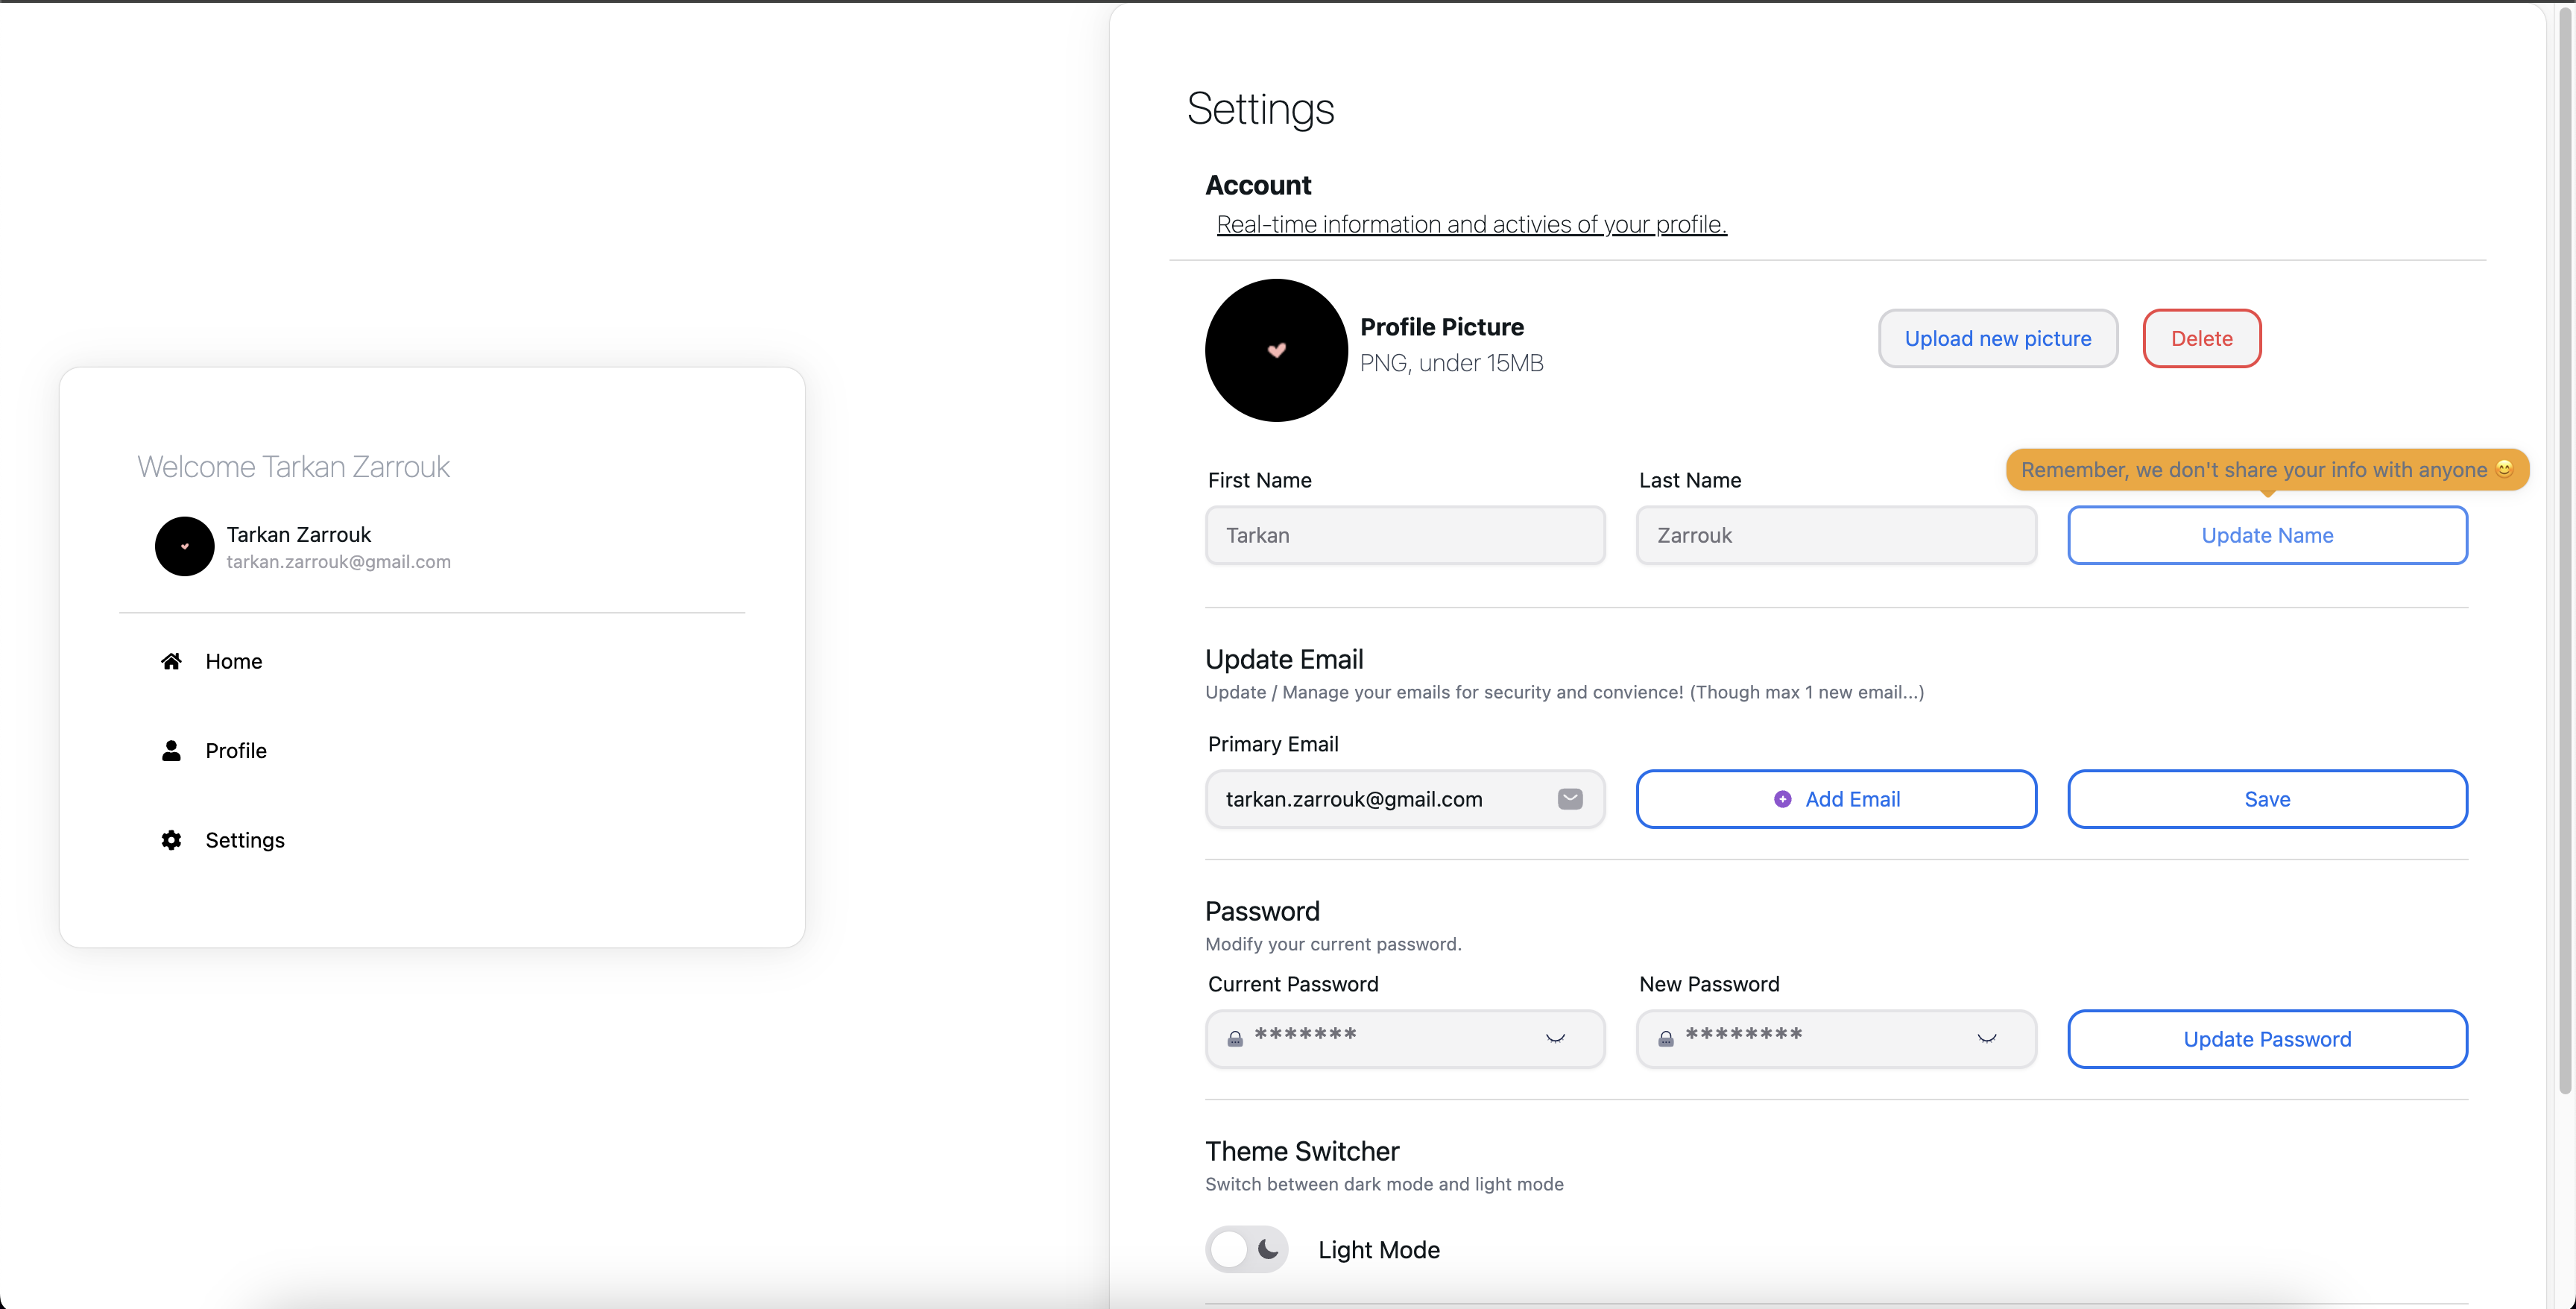 Welcome Tarkan Zarrouk
Tarkan Zarrouk
tarkan.zarrouk@gmail.com
Home
Profile
Settings
Settings
Account
Real-time information and activies of your profile.
Profile Picture
PNG, under 15MB
Upload new picture
Delete
Remember, we don't share your info with anyone 😊
First Name
Last Name
Tarkan
Zarrouk
Update Name
Update Email
Update / Manage your emails for security and convience! (Though max 1 new email...)
Primary Email
tarkan.zarrouk@gmail.com
Add Email
Save
Password
Modify your current password.
Current Password
New Password
*******
********
Update Password
Theme Switcher
Switch between dark mode and light mode
Light Mode